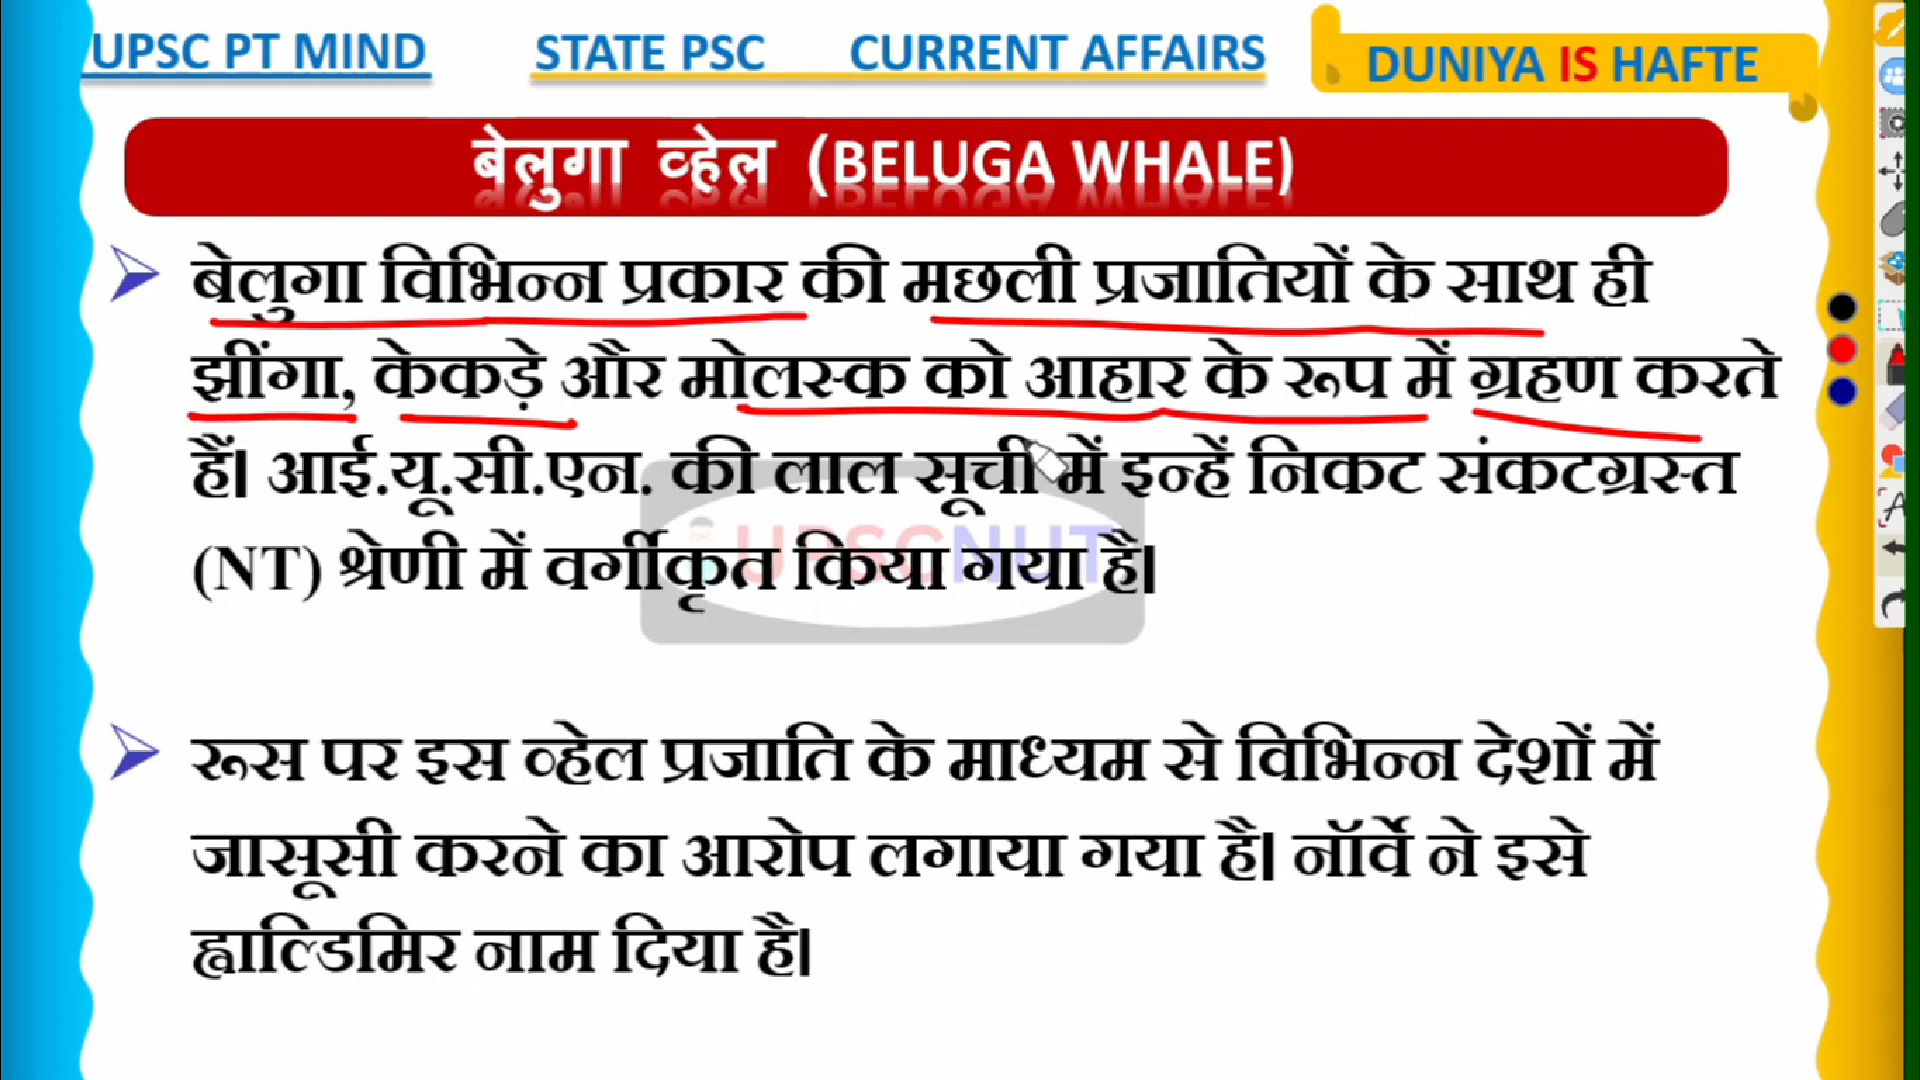 UPSC PT MIND STATE PSC CURRENT AFFAIRS DUNIYA IS HAFTE
बेलुगा व्हेल (BELUGA WHALE)
बेलुगा विभिन्न प्रकार की मछली प्रजातियों के साथ ही
झींगा, केकड़े और मोलस्क को आहार के रूप में ग्रहण करते
हैं। आई.यू.सी.एन. की लाल सूची में इन्हें निकट संकटग्रस्त
(NT) श्रेणी में वर्गीकृत किया गया है।
UPSCNUT
रूस पर इस व्हेल प्रजाति के माध्यम से विभिन्न देशों में
जासूसी करने का आरोप लगाया गया है। नॉर्वे ने इसे
ह्वाल्डिमिर नाम दिया है।